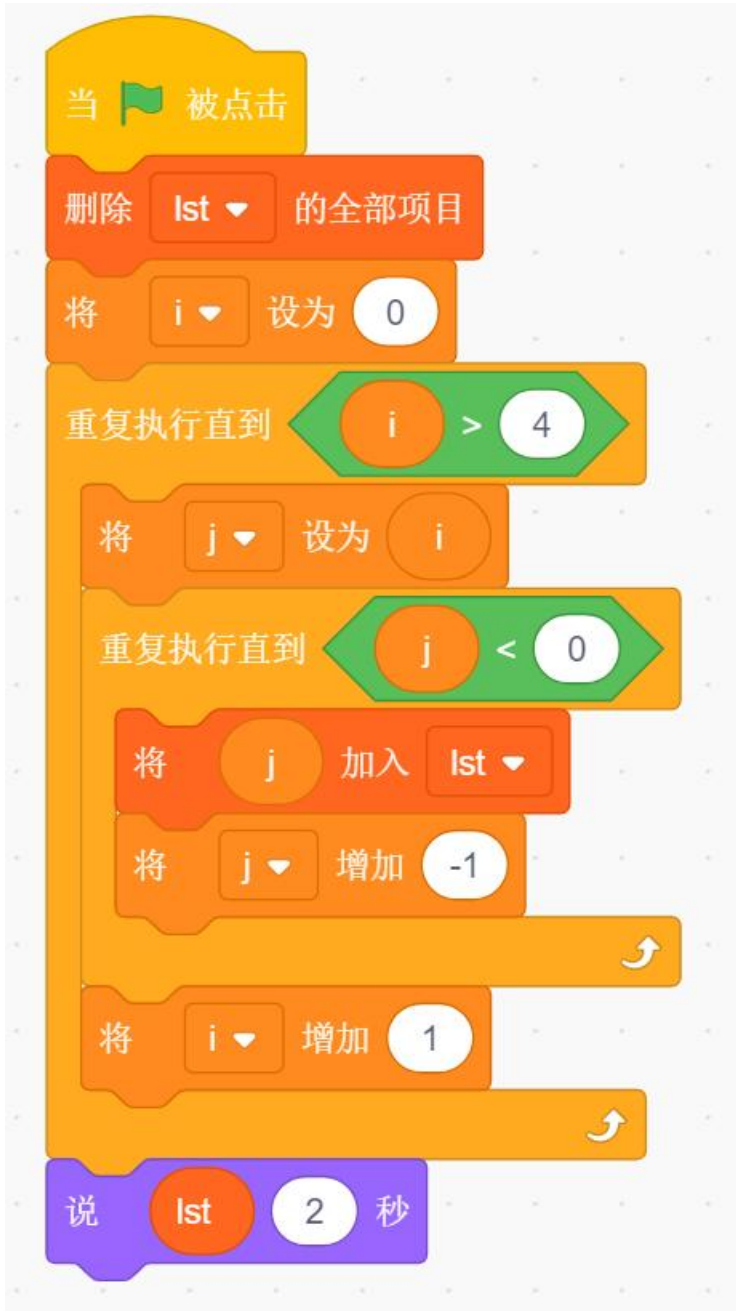 当 被点击
删除 lst 的全部项目
将 i 设为 0
重复执行直到 i > 4
将 j 设为 i
重复执行直到 j < 0
将 j 加入 lst
将 j 增加 -1
将 i 增加 1
说 lst 2 秒